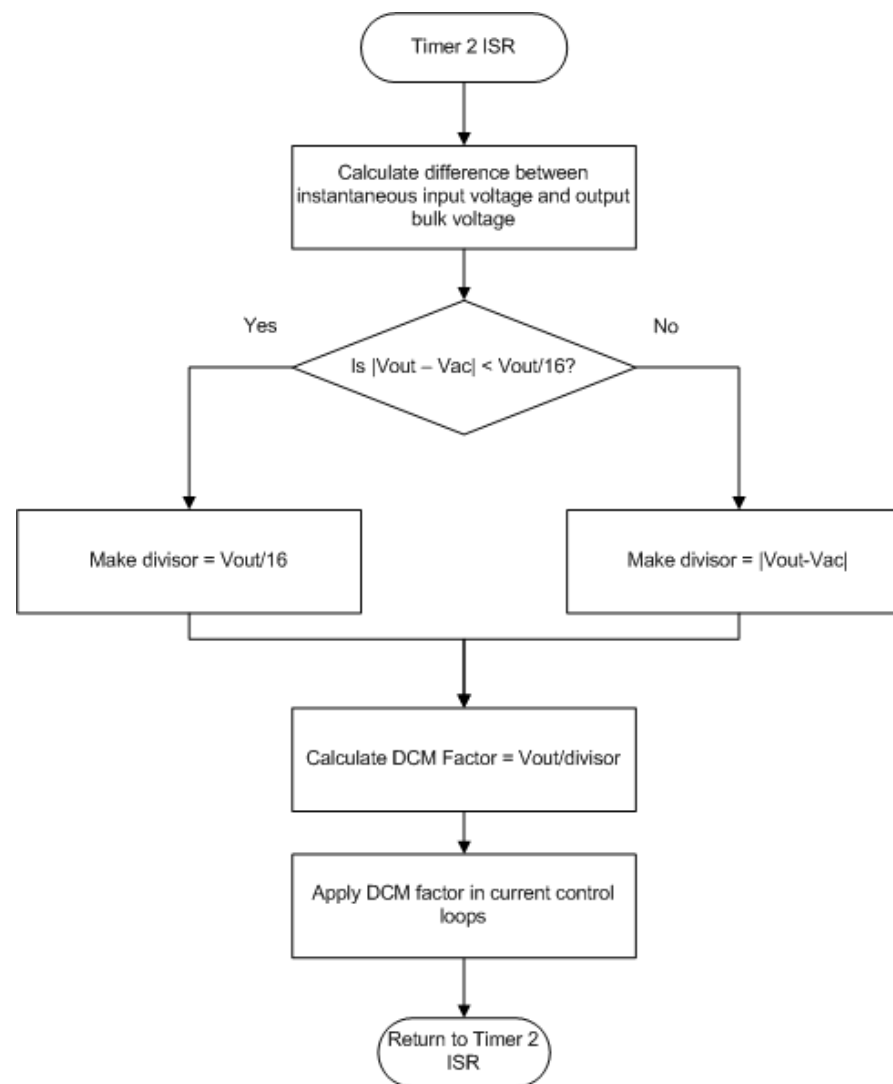 Timer 2 ISR
Calculate difference between
instantaneous input voltage and output
bulk voltage
Yes
No
Is |Vout – Vac| < Vout/16?
Make divisor = Vout/16
Make divisor = |Vout-Vac|
Calculate DCM Factor = Vout/divisor
Apply DCM factor in current control
loops
Return to Timer 2
ISR